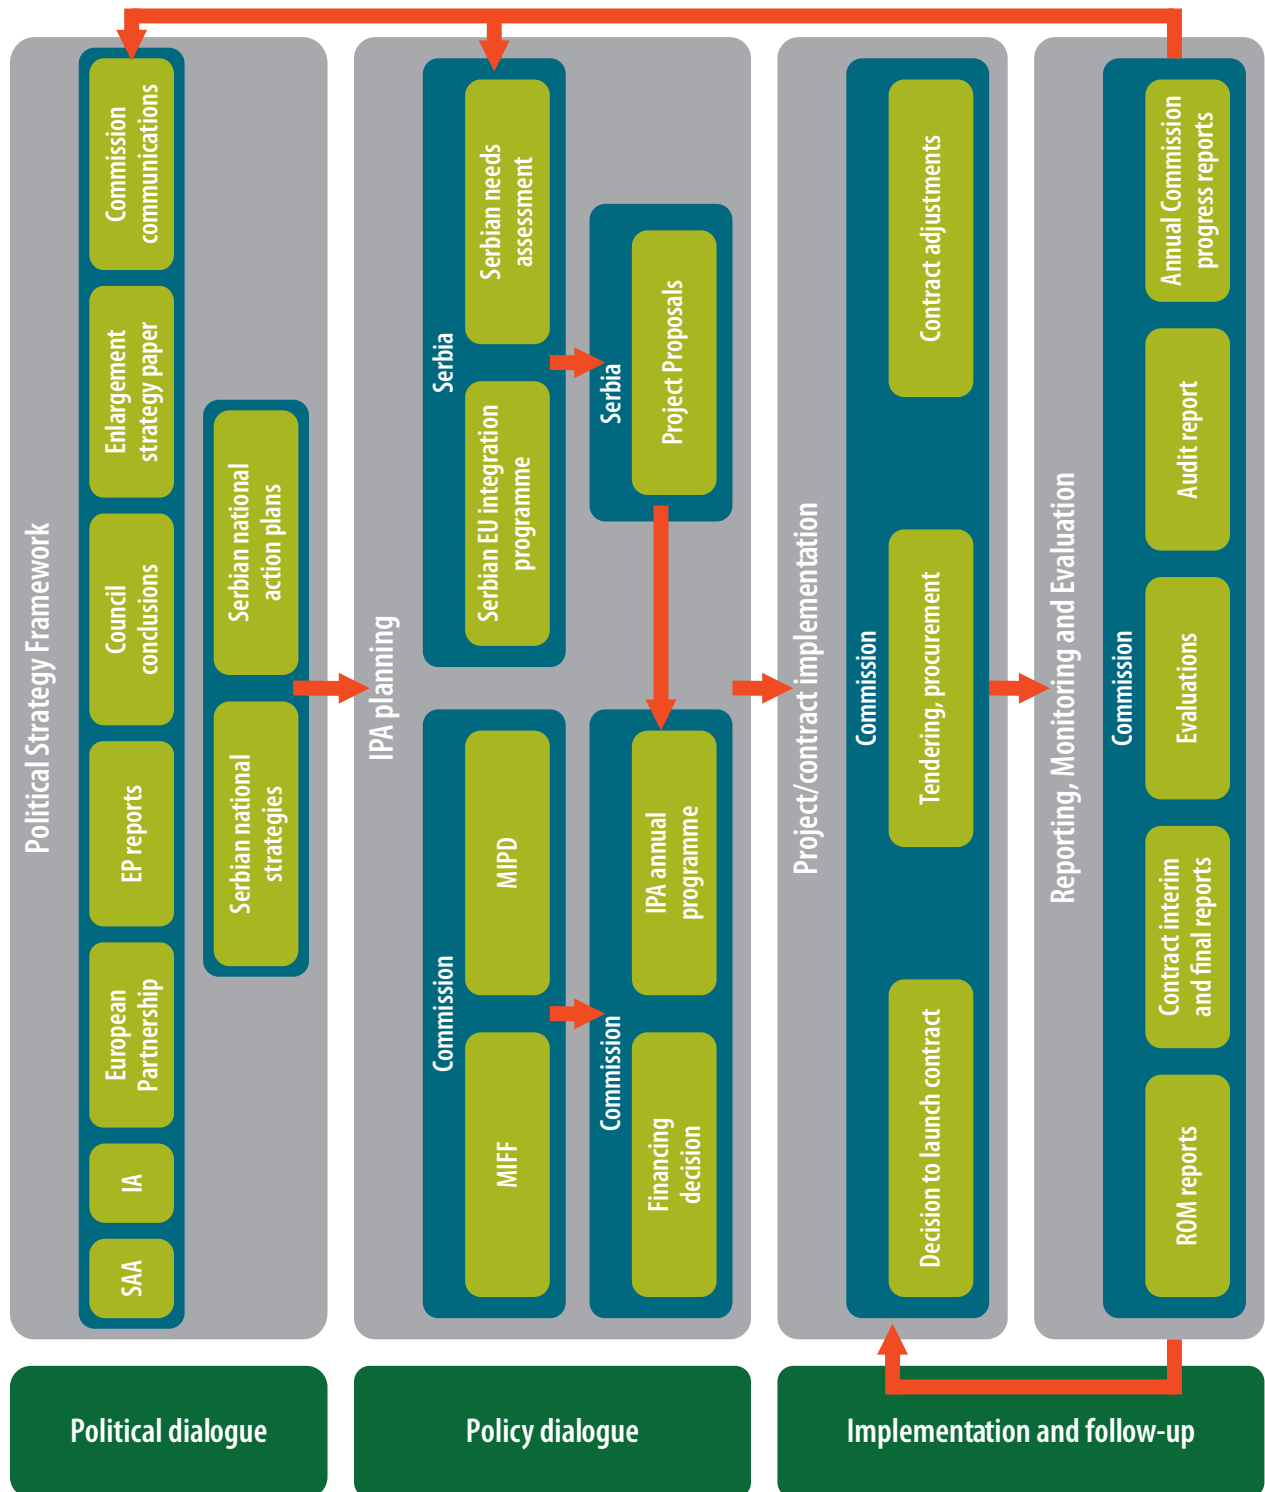 Political dialogue
Political Strategy Framework
SAA
IA
European
Partnership
EP reports
Council
conclusions
Enlargement
strategy paper
Commission
communications
Serbian national
strategies
Serbian national
action plans
Policy dialogue
IPA planning
Commission
MIFF
MIPD
Serbia
Serbian EU integration
programme
Serbian needs
assessment
Commission
Financing
decision
IPA annual
programme
Serbia
Project Proposals
Implementation and follow-up
Project/contract implementation
Commission
Decision to launch contract
Tendering, procurement
Contract adjustments
Reporting, Monitoring and Evaluation
Commission
ROM reports
Contract interim
and final reports
Evaluations
Audit report
Annual Commission
progress reports